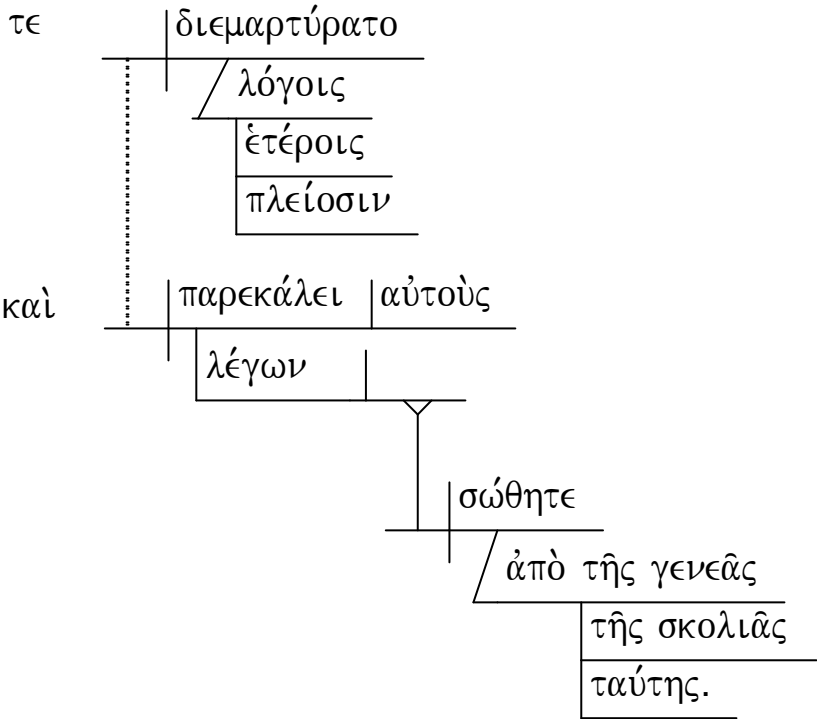 τε διεμαρτύρατο
λόγοις
ἑτέροις
πλείοσιν
καὶ παρεκάλει αὐτοὺς
λέγων
σώθητε
ἀπὸ τῆς γενεᾶς
τῆς σκολιᾶς
ταύτης.